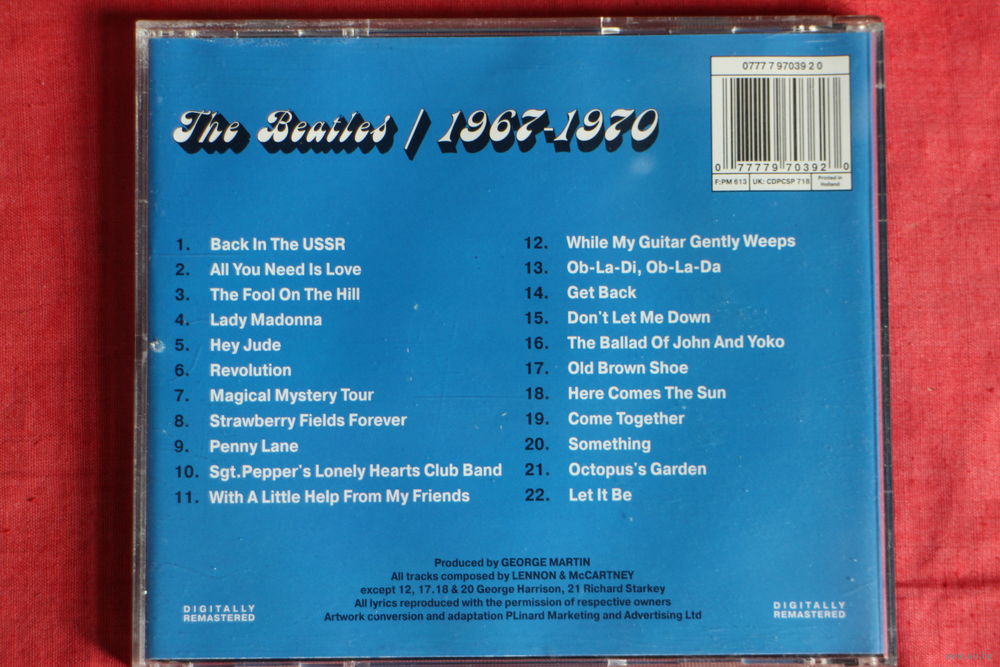 0777 7 97039 2 0
The Beatles / 1967-1970
0 77779 70392 0
F:PM 613 UK: CDPCSP 718 Printed in
Holland
1. Back In The USSR
2. All You Need Is Love
3. The Fool On The Hill
4. Lady Madonna
5. Hey Jude
6. Revolution
7. Magical Mystery Tour
8. Strawberry Fields Forever
9. Penny Lane
10. Sgt.Pepper's Lonely Hearts Club Band
11. With A Little Help From My Friends
12. While My Guitar Gently Weeps
13. Ob-La-Di, Ob-La-Da
14. Get Back
15. Don't Let Me Down
16. The Ballad Of John And Yoko
17. Old Brown Shoe
18. Here Comes The Sun
19. Come Together
20. Something
21. Octopus's Garden
22. Let It Be
Produced by GEORGE MARTIN
All tracks composed by LENNON & McCARTNEY
except 12, 17.18 & 20 George Harrison, 21 Richard Starkey
All lyrics reproduced with the permission of respective owners
Artwork conversion and adaptation PLinard Marketing and Advertising Ltd
DIGITALLY
REMASTERED
DIGITALLY
REMASTERED